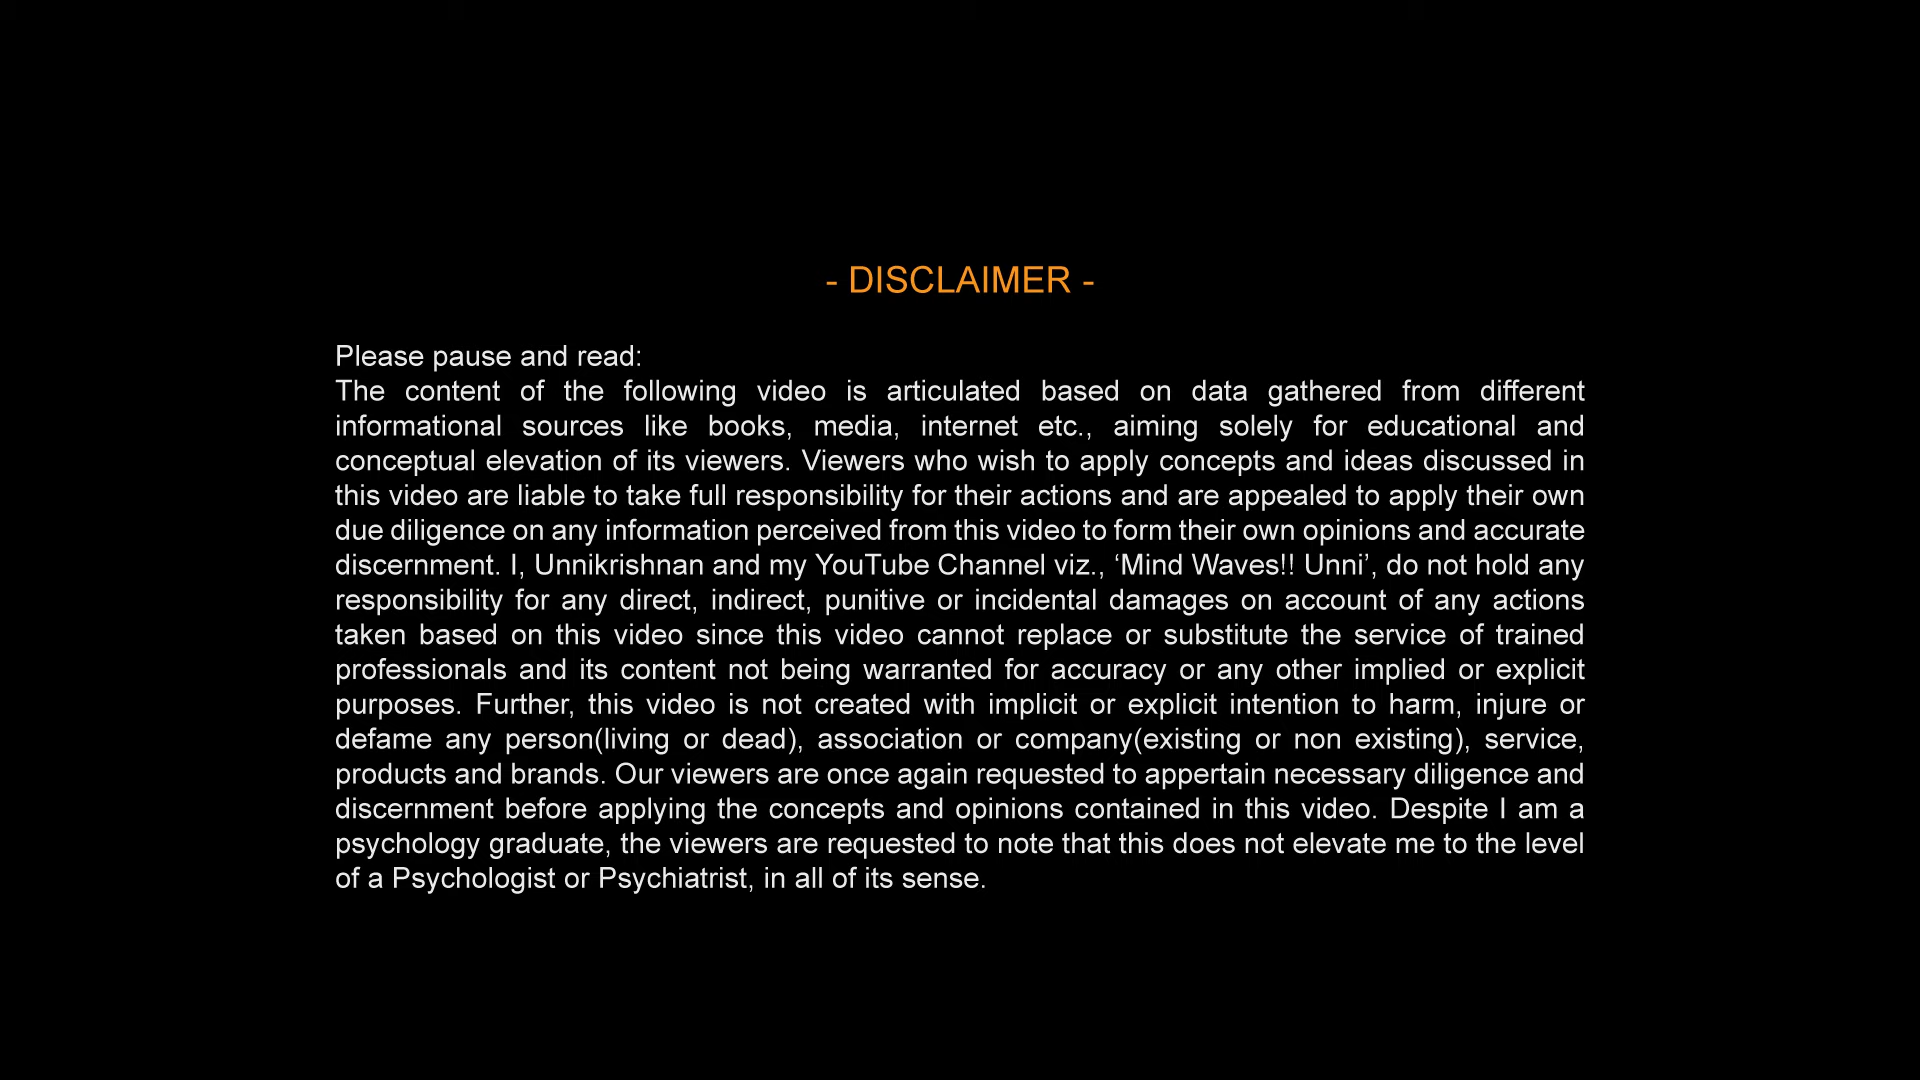 - DISCLAIMER -
Please pause and read:
The content of the following video is articulated based on data gathered from different
informational sources like books, media, internet etc., aiming solely for educational and
conceptual elevation of its viewers. Viewers who wish to apply concepts and ideas discussed in
this video are liable to take full responsibility for their actions and are appealed to apply their own
due diligence on any information perceived from this video to form their own opinions and accurate
discernment. I, Unnikrishnan and my YouTube Channel viz., ‘Mind Waves!! Unni’, do not hold any
responsibility for any direct, indirect, punitive or incidental damages on account of any actions
taken based on this video since this video cannot replace or substitute the service of trained
professionals and its content not being warranted for accuracy or any other implied or explicit
purposes. Further, this video is not created with implicit or explicit intention to harm, injure or
defame any person(living or dead), association or company(existing or non existing), service,
products and brands. Our viewers are once again requested to appertain necessary diligence and
discernment before applying the concepts and opinions contained in this video. Despite I am a
psychology graduate, the viewers are requested to note that this does not elevate me to the level
of a Psychologist or Psychiatrist, in all of its sense.